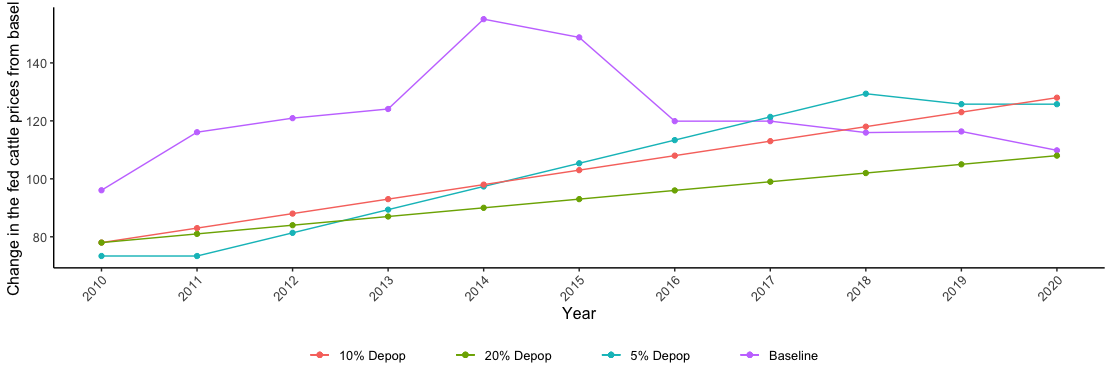 Change in the fed cattle prices from basel
140
120
100
80
2010
2011
2012
2013
2014
2015
2016
2017
2018
2019
2020
Year
10% Depop
20% Depop
5% Depop
Baseline